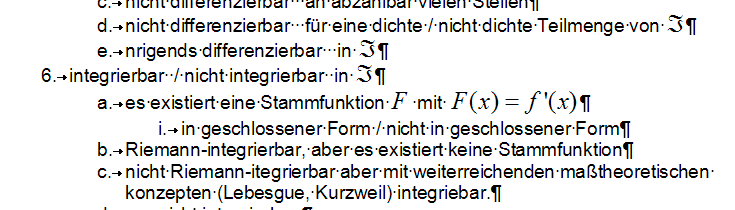 c. nicht differenzierbar an abzählbar vielen Stellen¶
d.→nicht·differenzierbar···für·eine·dichte·/·nicht·dichte·Teilmenge·von·ℑ¶
e.→nrigends·differenzierbar··in·ℑ¶
6.→integrierbar··/·nicht·integrierbar··in·ℑ¶
a.→es·existiert·eine·Stammfunktion·F·mit·F(x) = f '(x)¶
i.→in·geschlossener·Form·/·nicht·in·geschlossener·Form¶
b.→Riemann-integrierbar,·aber·es·existiert·keine·Stammfunktion¶
c.→nicht·Riemann-itegrierbar·aber·mit·weiterreichenden·maßtheoretischen·
konzepten·(Lebesgue,·Kurzweil)·integriebar.¶